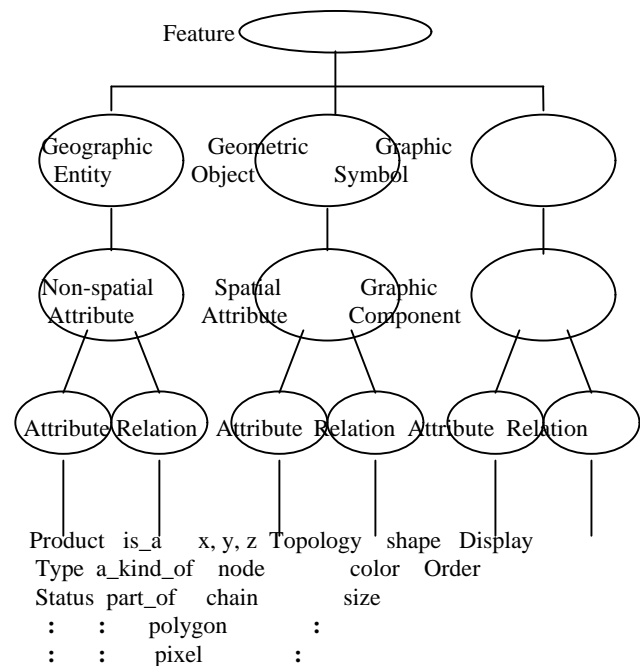 Feature
Geographic Geometric Graphic
Entity Object Symbol
Non-spatial Spatial Graphic
Attribute Attribute Component
Attribute Relation Attribute Relation Attribute Relation
Product is_a x, y, z Topology shape Display
Type a_kind_of node color Order
Status part_of chain size
: : polygon :
: : pixel :